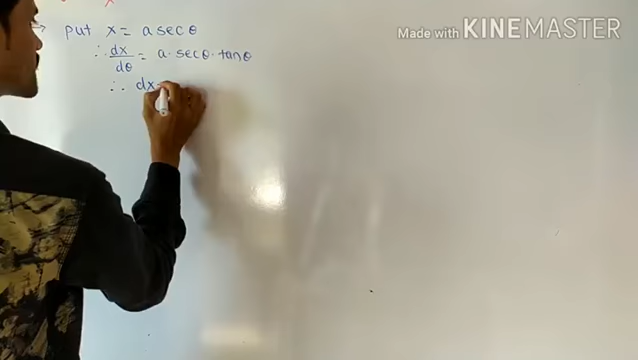 Made with KINEMASTER
→ put x = a secθ
∴ dx/dθ = a · secθ · tanθ
∴ dx